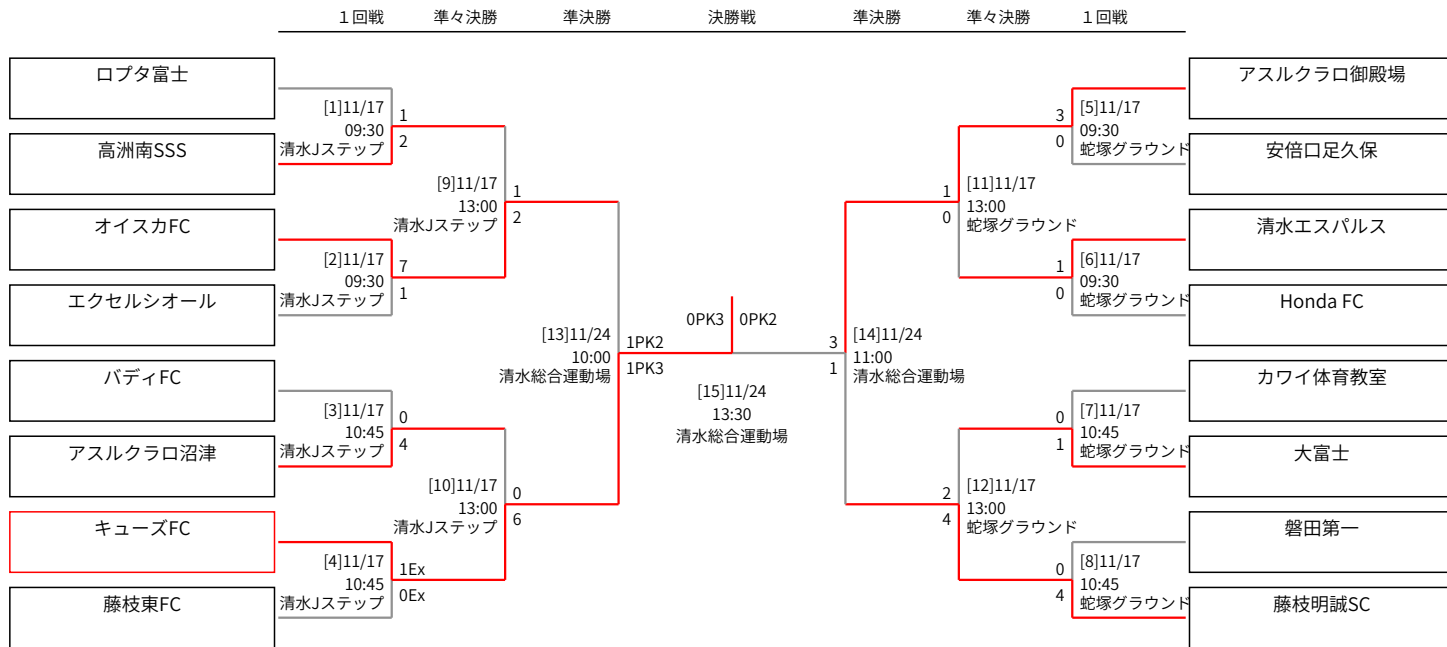 １回戦 準々決勝 準決勝 決勝戦 準決勝 準々決勝 １回戦
ロプタ富士
[1]11/17
09:30
清水Jステップ
1
2
高洲南SSS
[9]11/17
13:00
清水Jステップ
1
2
オイスカFC
[2]11/17
09:30
清水Jステップ
7
1
エクセルシオール
[13]11/24
10:00
清水総合運動場
1PK2
1PK3
バディFC
[3]11/17
10:45
清水Jステップ
0
4
アスルクラロ沼津
[10]11/17
13:00
清水Jステップ
0
6
キューズFC
[4]11/17
10:45
清水Jステップ
1Ex
0Ex
藤枝東FC
0PK3 0PK2
[15]11/24
13:30
清水総合運動場
アスルクラロ御殿場
3
0
[5]11/17
09:30
蛇塚グラウンド
安倍口足久保
1
0
[11]11/17
13:00
蛇塚グラウンド
清水エスパルス
1
0
[6]11/17
09:30
蛇塚グラウンド
Honda FC
3
1
[14]11/24
11:00
清水総合運動場
カワイ体育教室
0
1
[7]11/17
10:45
蛇塚グラウンド
大富士
2
4
[12]11/17
13:00
蛇塚グラウンド
磐田第一
0
4
[8]11/17
10:45
蛇塚グラウンド
藤枝明誠SC